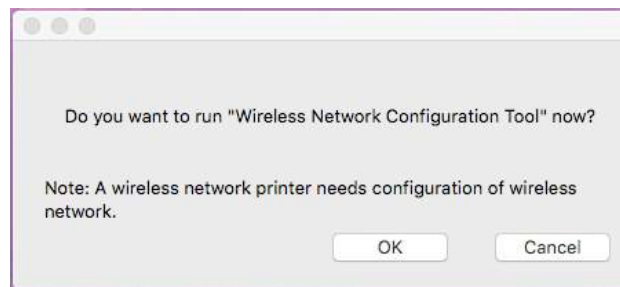 Do you want to run "Wireless Network Configuration Tool" now?
Note: A wireless network printer needs configuration of wireless
network.
OK
Cancel